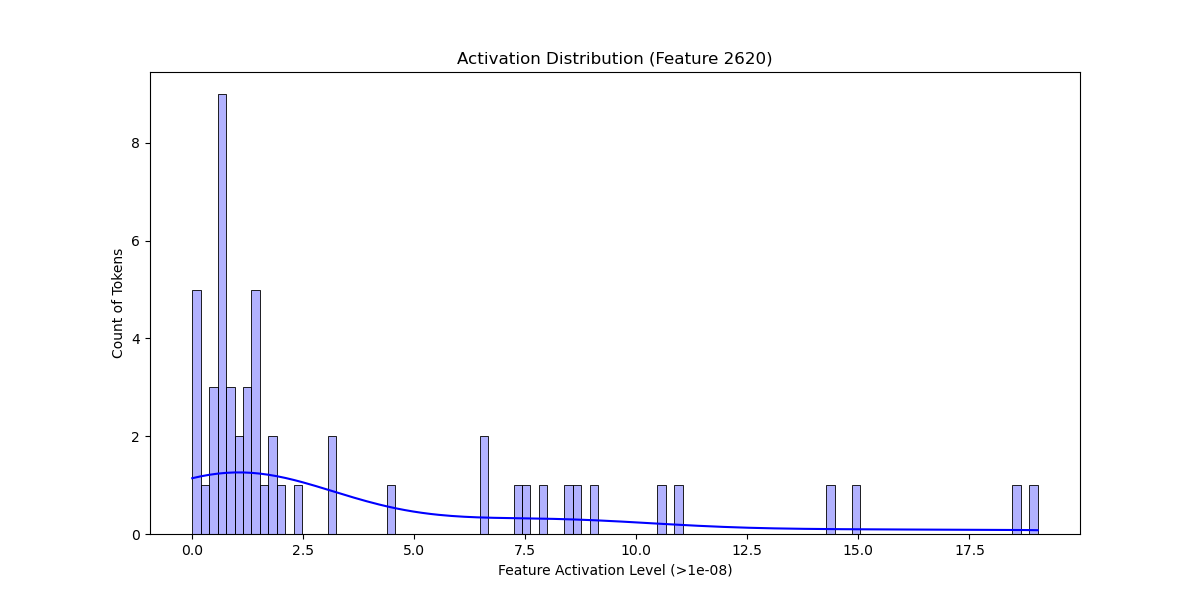 Activation Distribution (Feature 2620)
Count of Tokens
8
6
4
2
0
0.0 2.5 5.0 7.5 10.0 12.5 15.0 17.5
Feature Activation Level (>1e-08)